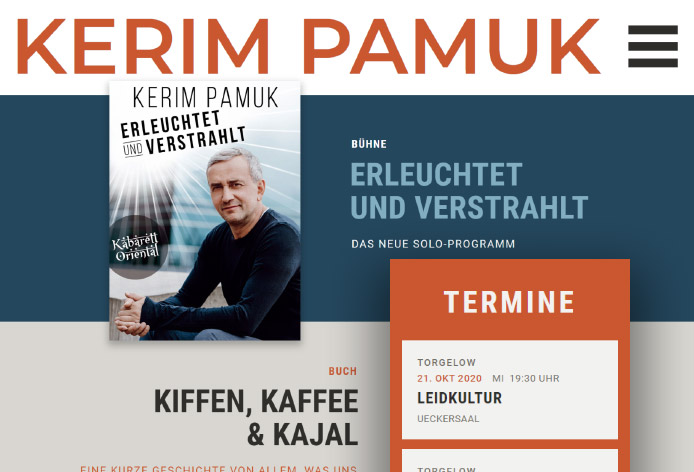 KERIM PAMUK
KERIM PAMUK
ERLEUCHTET
UND VERSTRAHLT
Kabarett
Oriental
BÜHNE
ERLEUCHTET
UND VERSTRAHLT
DAS NEUE SOLO-PROGRAMM
TERMINE
TORGELOW
21. OKT 2020 MI 19:30 UHR
LEIDKULTUR
UECKERSAAL
TORGELOW
BUCH
KIFFEN, KAFFEE
& KAJAL
EINE KURZE GESCHICHTE VON ALLEM, WAS UNS